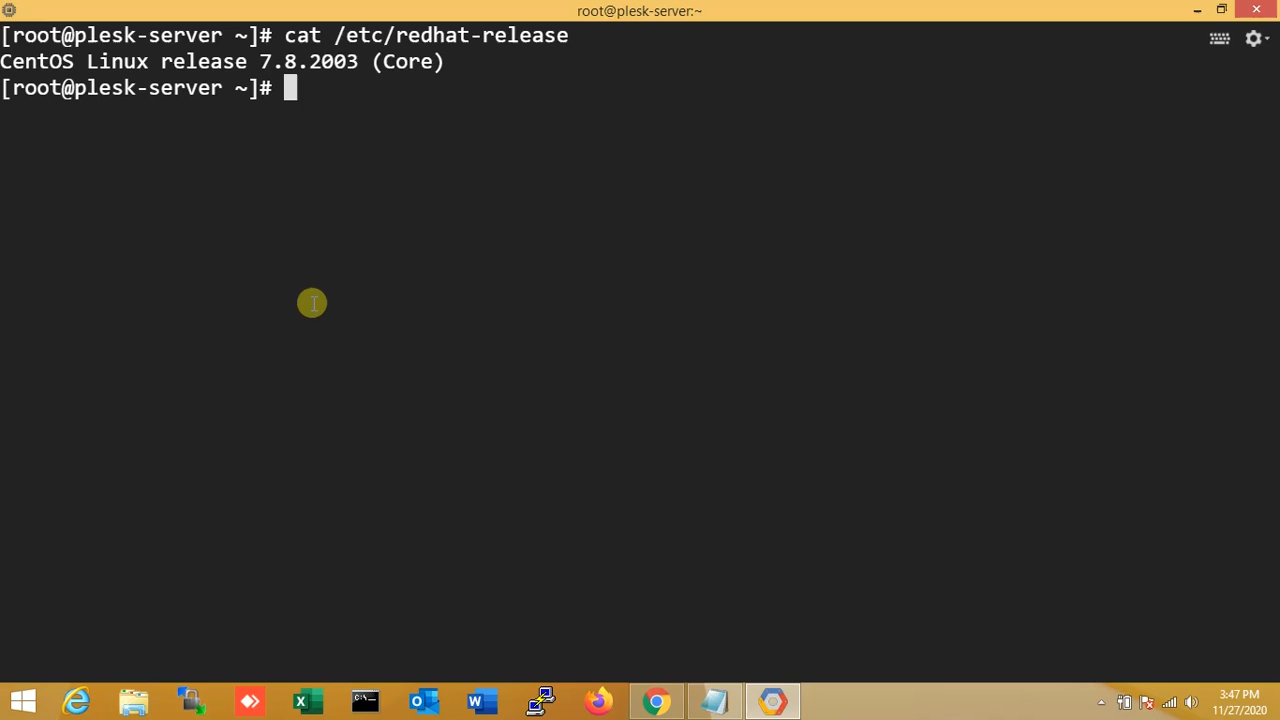 root@plesk-server:~
[root@plesk-server ~]# cat /etc/redhat-release
CentOS Linux release 7.8.2003 (Core)
[root@plesk-server ~]#
3:47 PM
11/27/2020